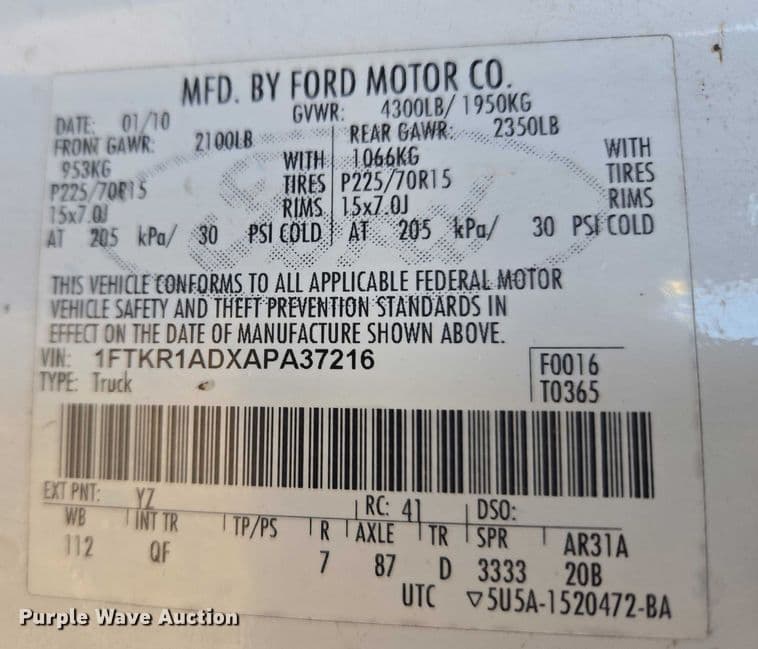 MFD. BY FORD MOTOR CO.
DATE: 01/10 GVWR: 4300LB/ 1950KG
FRONT GAWR: 2100LB REAR GAWR: 2350LB
953KG WITH 1066KG WITH
P225/70R15 TIRES P225/70R15 TIRES
15x7.0J RIMS 15x7.0J RIMS
AT 205 kPa/ 30 PSI COLD AT 205 kPa/ 30 PSI COLD
THIS VEHICLE CONFORMS TO ALL APPLICABLE FEDERAL MOTOR
VEHICLE SAFETY AND THEFT PREVENTION STANDARDS IN
EFFECT ON THE DATE OF MANUFACTURE SHOWN ABOVE.
VIN: 1FTKR1ADXAPA37216 F0016
TYPE: Truck T0365
EXT PNT: YZ RC: 41 DSO:
WB INT TR TP/PS R AXLE TR SPR AR31A
112 QF 7 87 D 3333 20B
UTC ▽5U5A-1520472-BA
Purple Wave Auction